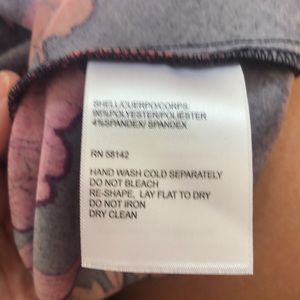 SHELL/CUERPO/CORPS
96%POLYESTER/POLIÉSTER
4%SPANDEX/ SPANDEX
RN 58142
HAND WASH COLD SEPARATELY
DO NOT BLEACH
RE-SHAPE, LAY FLAT TO DRY
DO NOT IRON
DRY CLEAN